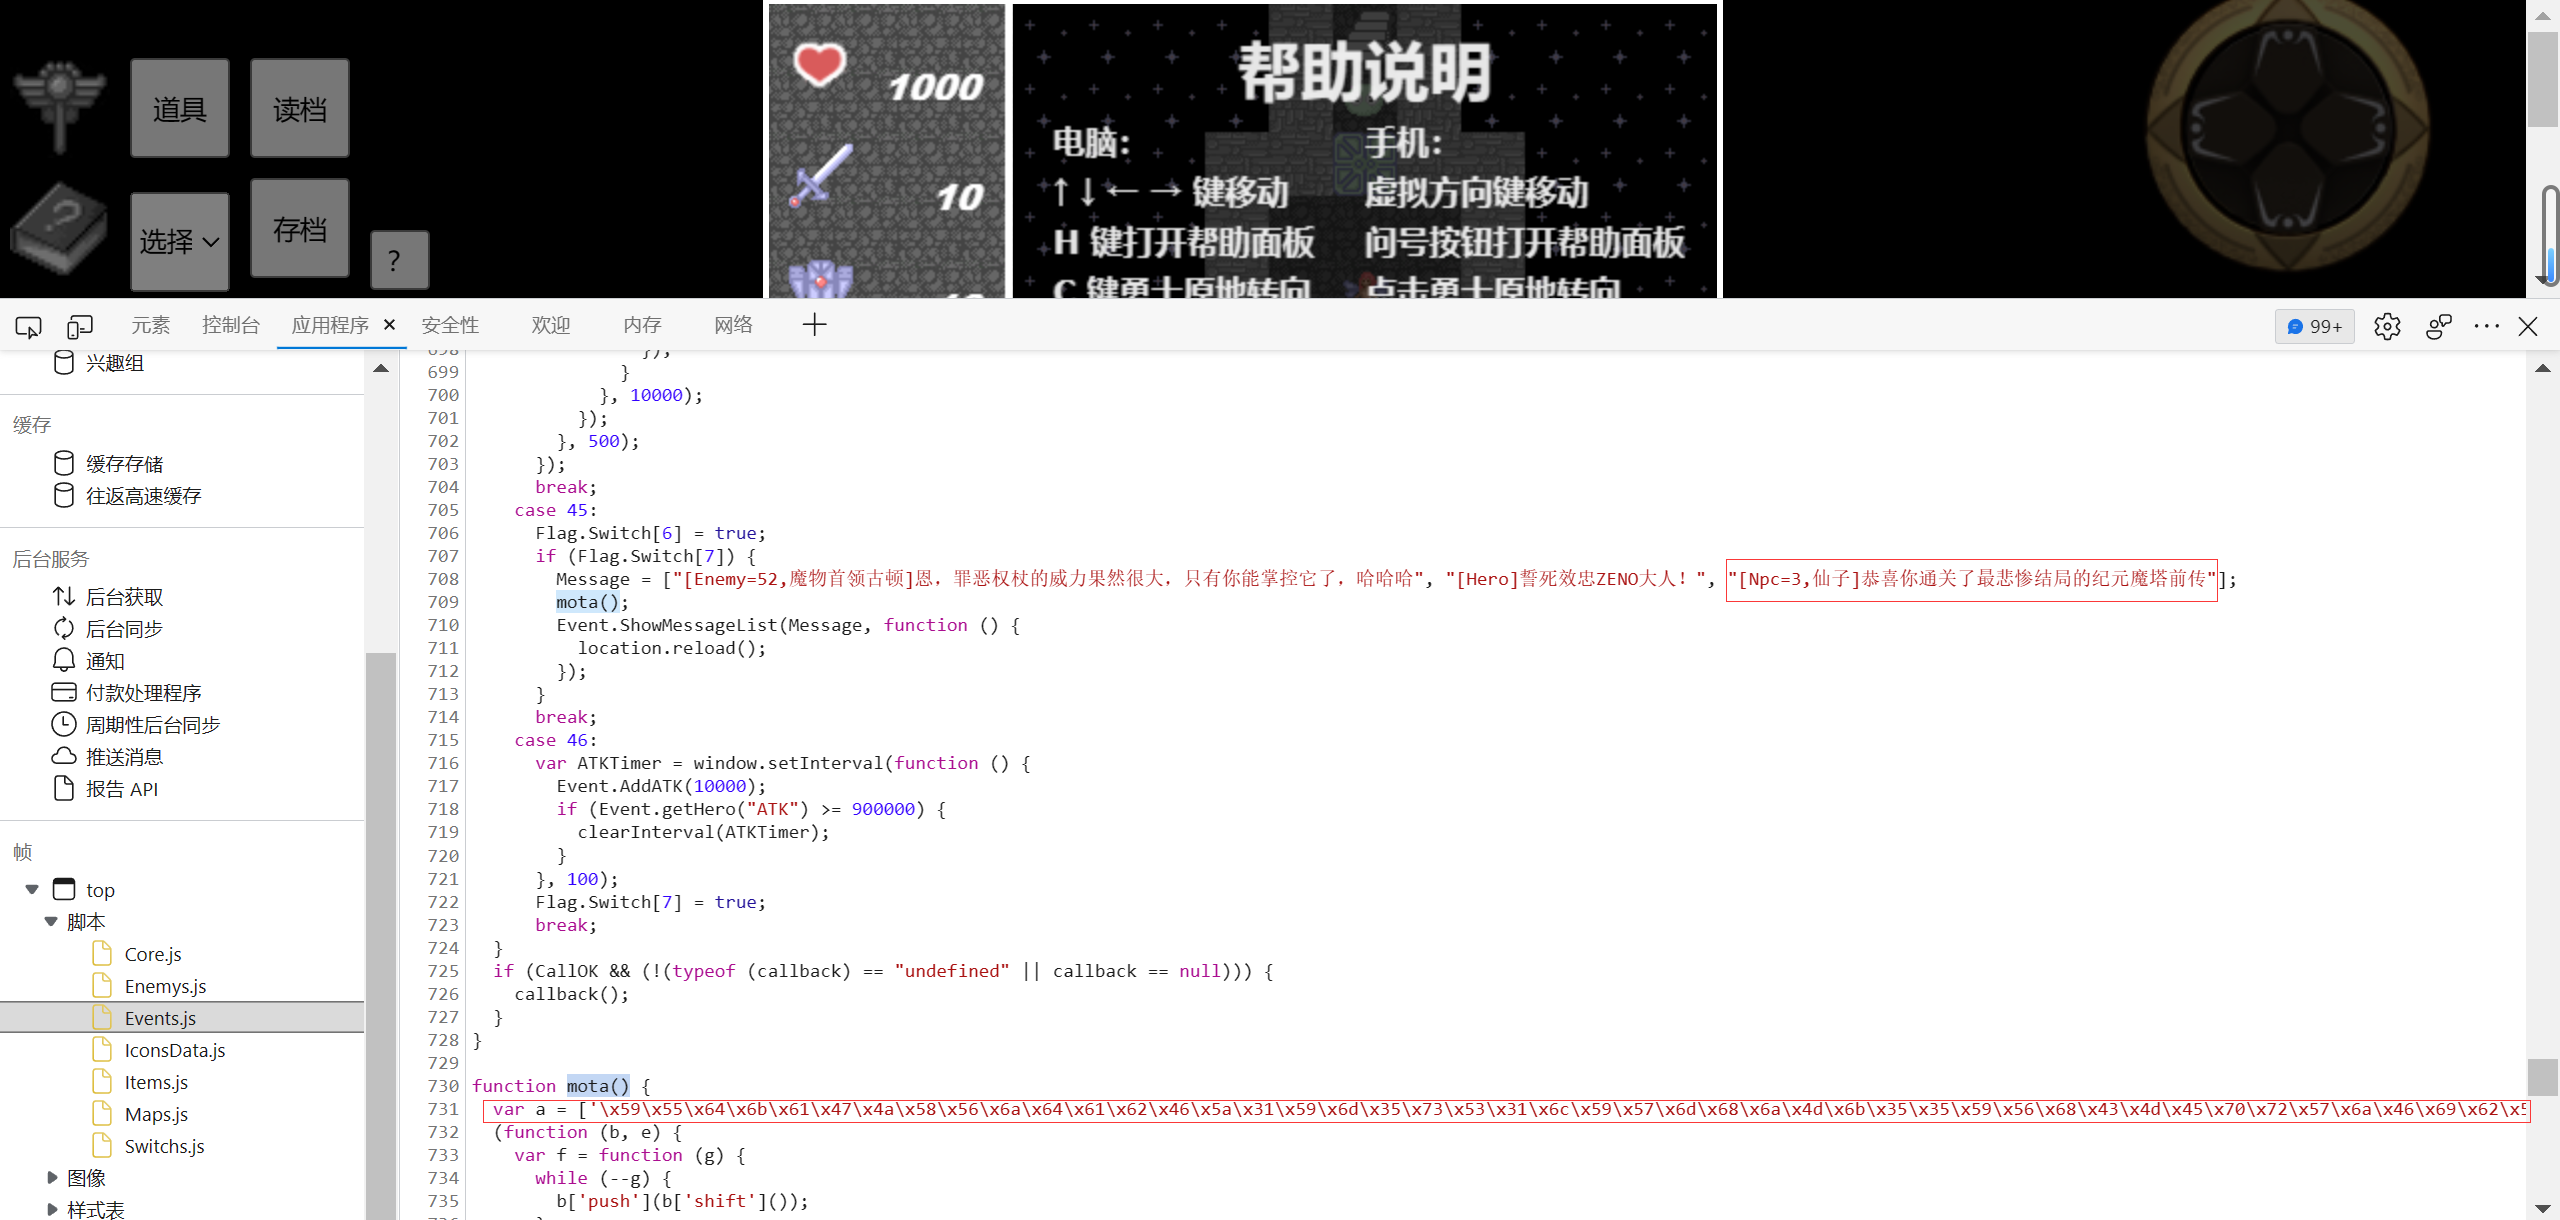 1000
10
道具
读档
选择
存档
?
帮助说明
电脑：
手机：
↑↓←→ 键移动
虚拟方向键移动
H 键打开帮助面板
问号按钮打开帮助面板
C 键勇士原地转向
点击勇士原地转向
元素
控制台
应用程序
安全性
欢迎
内存
网络
99+
兴趣组
缓存
缓存存储
往返高速缓存
后台服务
后台获取
后台同步
通知
付款处理程序
周期性后台同步
推送消息
报告 API
帧
top
脚本
Core.js
Enemys.js
Events.js
IconsData.js
Items.js
Maps.js
Switchs.js
图像
样式表
698 });
699 }
700 }, 10000);
701 });
702 }, 500);
703 });
704 break;
705 case 45:
706 Flag.Switch[6] = true;
707 if (Flag.Switch[7]) {
708 Message = ["[Enemy=52,魔物首领古顿]恩，罪恶权杖的威力果然很大，只有你能掌控它了，哈哈哈", "[Hero]誓死效忠ZENO大人！", "[Npc=3,仙子]恭喜你通关了最悲惨结局的纪元魔塔前传"];
709 mota();
710 Event.ShowMessageList(Message, function () {
711 location.reload();
712 });
713 }
714 break;
715 case 46:
716 var ATKTimer = window.setInterval(function () {
717 Event.AddATK(10000);
718 if (Event.getHero("ATK") >= 900000) {
719 clearInterval(ATKTimer);
720 }
721 }, 100);
722 Flag.Switch[7] = true;
723 break;
724 }
725 if (CallOK && (!(typeof (callback) == "undefined" || callback == null))) {
726 callback();
727 }
728 }
729
730 function mota() {
731 var a = ['\x59\x55\x64\x6b\x61\x47\x4a\x58\x56\x6a\x64\x61\x62\x46\x5a\x31\x59\x6d\x35\x73\x53\x31\x6c\x59\x57\x6d\x68\x6a\x4d\x6b\x35\x35\x59\x56\x68\x43\x4d\x45\x70\x72\x57\x6a\x46\x69\x62\x5
732 (function (b, e) {
733 var f = function (g) {
734 while (--g) {
735 b['push'](b['shift']());